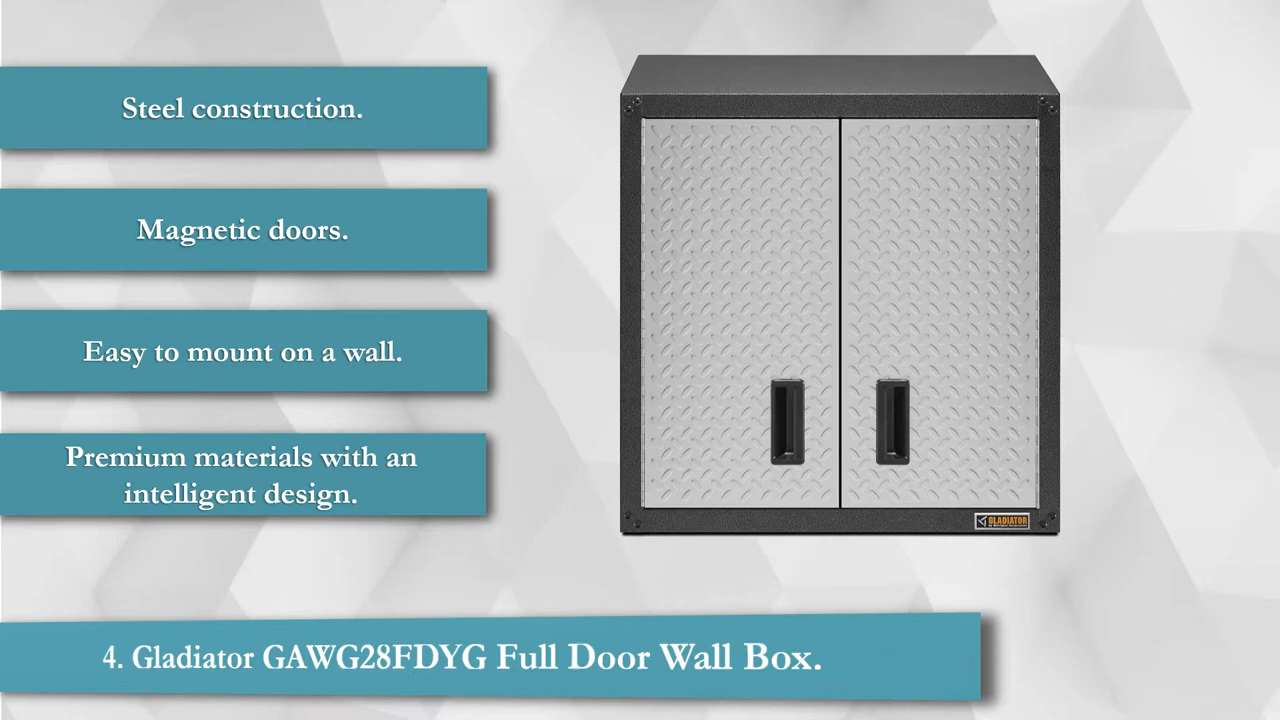 Steel construction.
Magnetic doors.
Easy to mount on a wall.
Premium materials with an
intelligent design.
GLADIATOR
4. Gladiator GAWG28FDYG Full Door Wall Box.